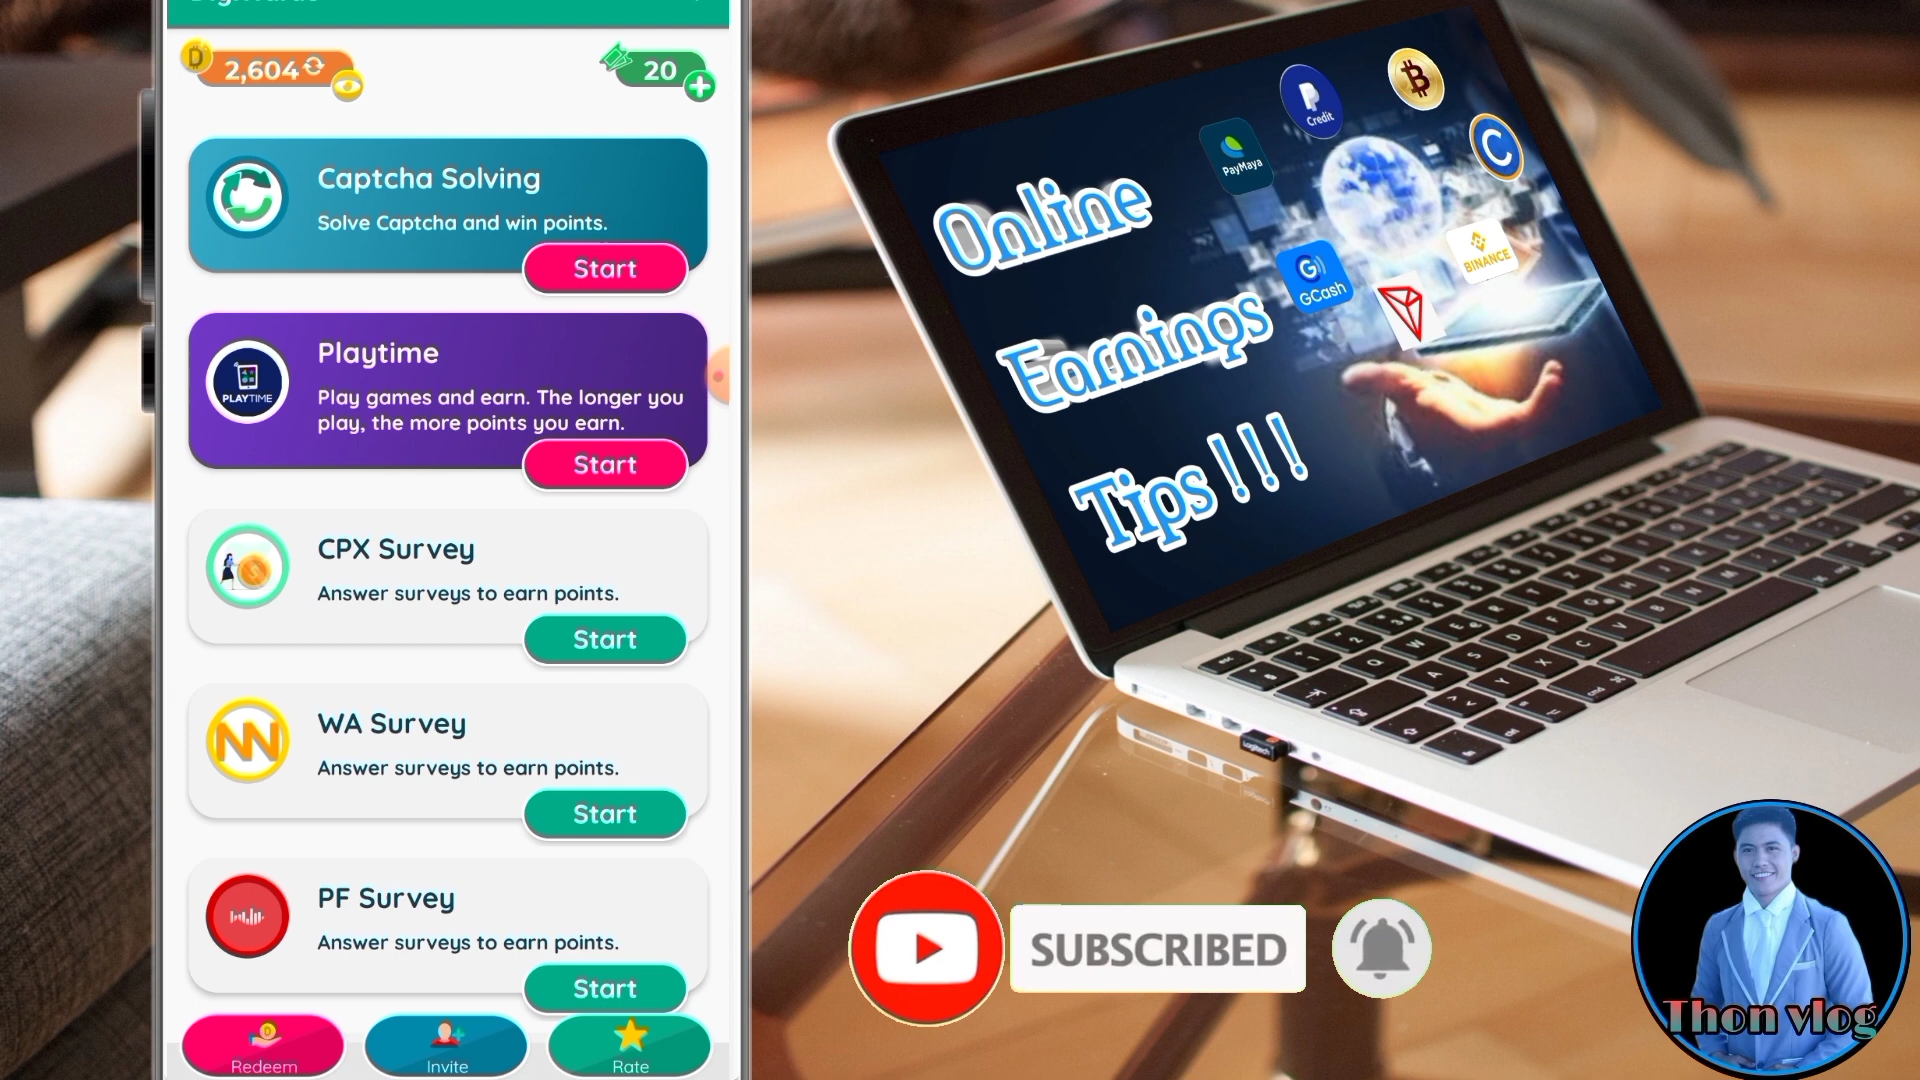 2,604
20
Captcha Solving
Solve Captcha and win points.
Start
PLAYTIME
Playtime
Play games and earn. The longer you
play, the more points you earn.
Start
CPX Survey
Answer surveys to earn points.
Start
WA Survey
Answer surveys to earn points.
Start
PF Survey
Answer surveys to earn points.
Start
Redeem
Invite
Rate
Online
Earnings
Tips!!!
PayMaya
Credit
GCash
BINANCE
Logitech
SUBSCRIBED
Thon vlog